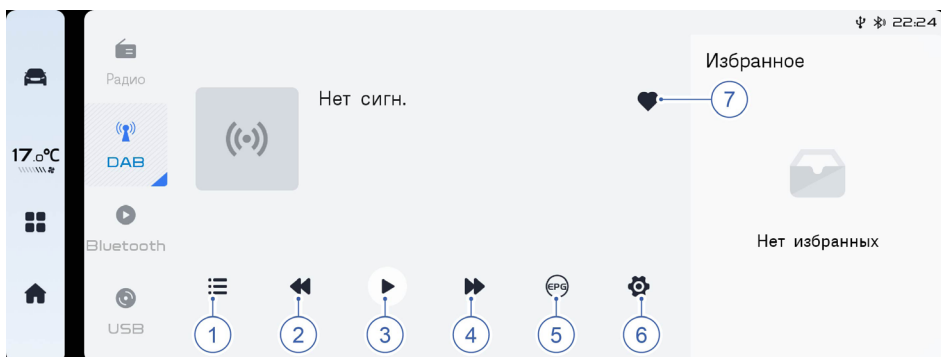 22:24
17.0°C
Радио
DAB
Bluetooth
USB
Нет сигн.
Избранное
7
Нет избранных
EPG
1
2
3
4
5
6